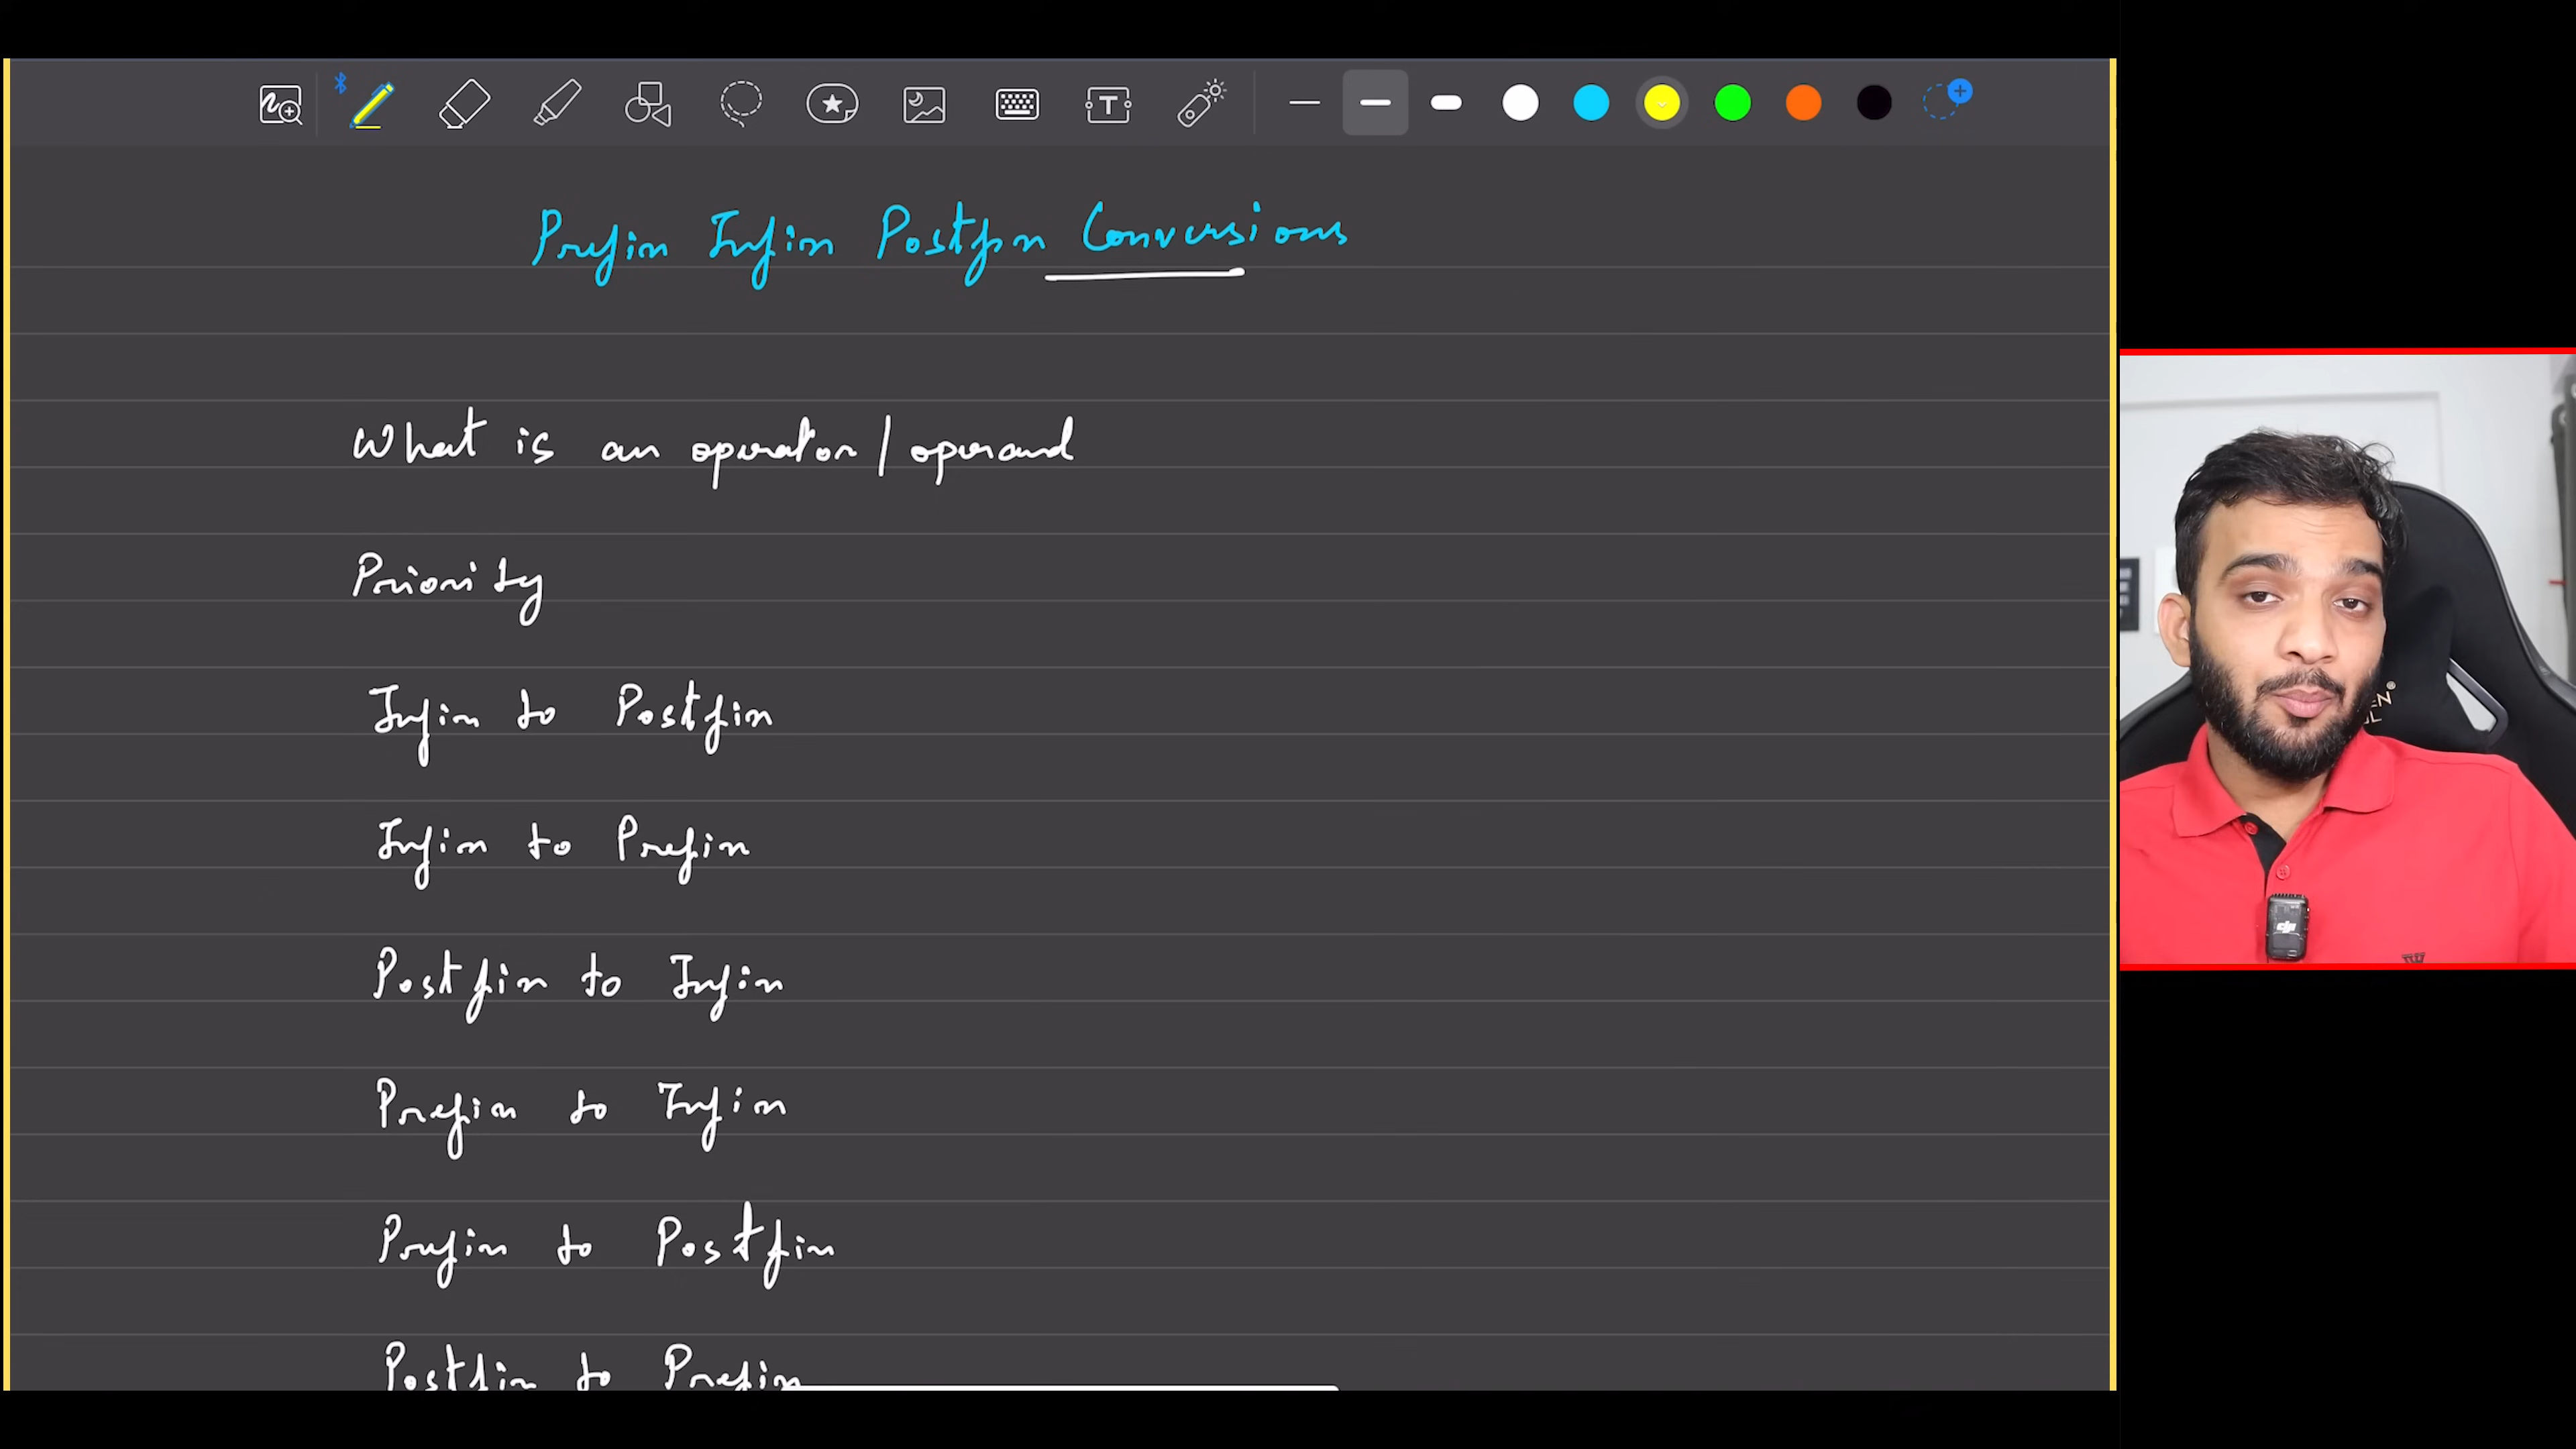 Prefix Infix Postfix Conversions
What is an operator/operand
Priority
Infix to Postfix
Infix to Prefix
Postfix to Infix
Prefix to Infix
Prefix to Postfix
Postfix to Prefix
dji